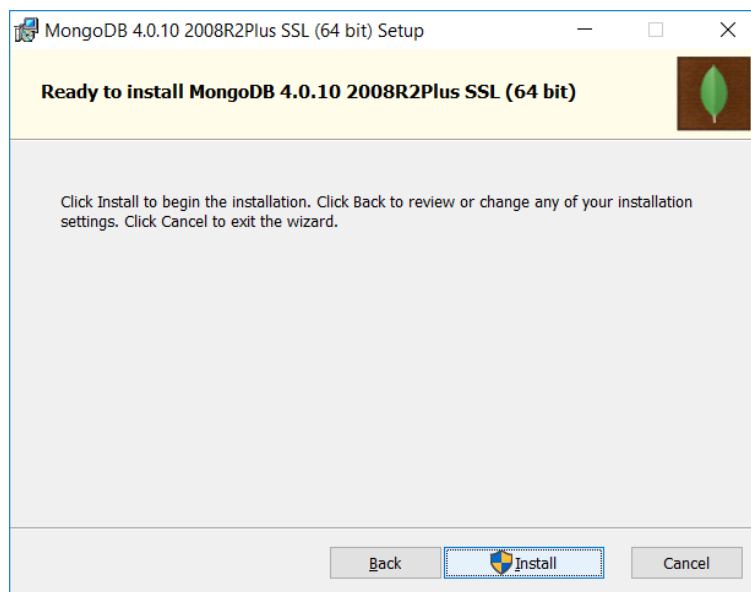 MongoDB 4.0.10 2008R2Plus SSL (64 bit) Setup
Ready to install MongoDB 4.0.10 2008R2Plus SSL (64 bit)
Click Install to begin the installation. Click Back to review or change any of your installation
settings. Click Cancel to exit the wizard.
Back
Install
Cancel